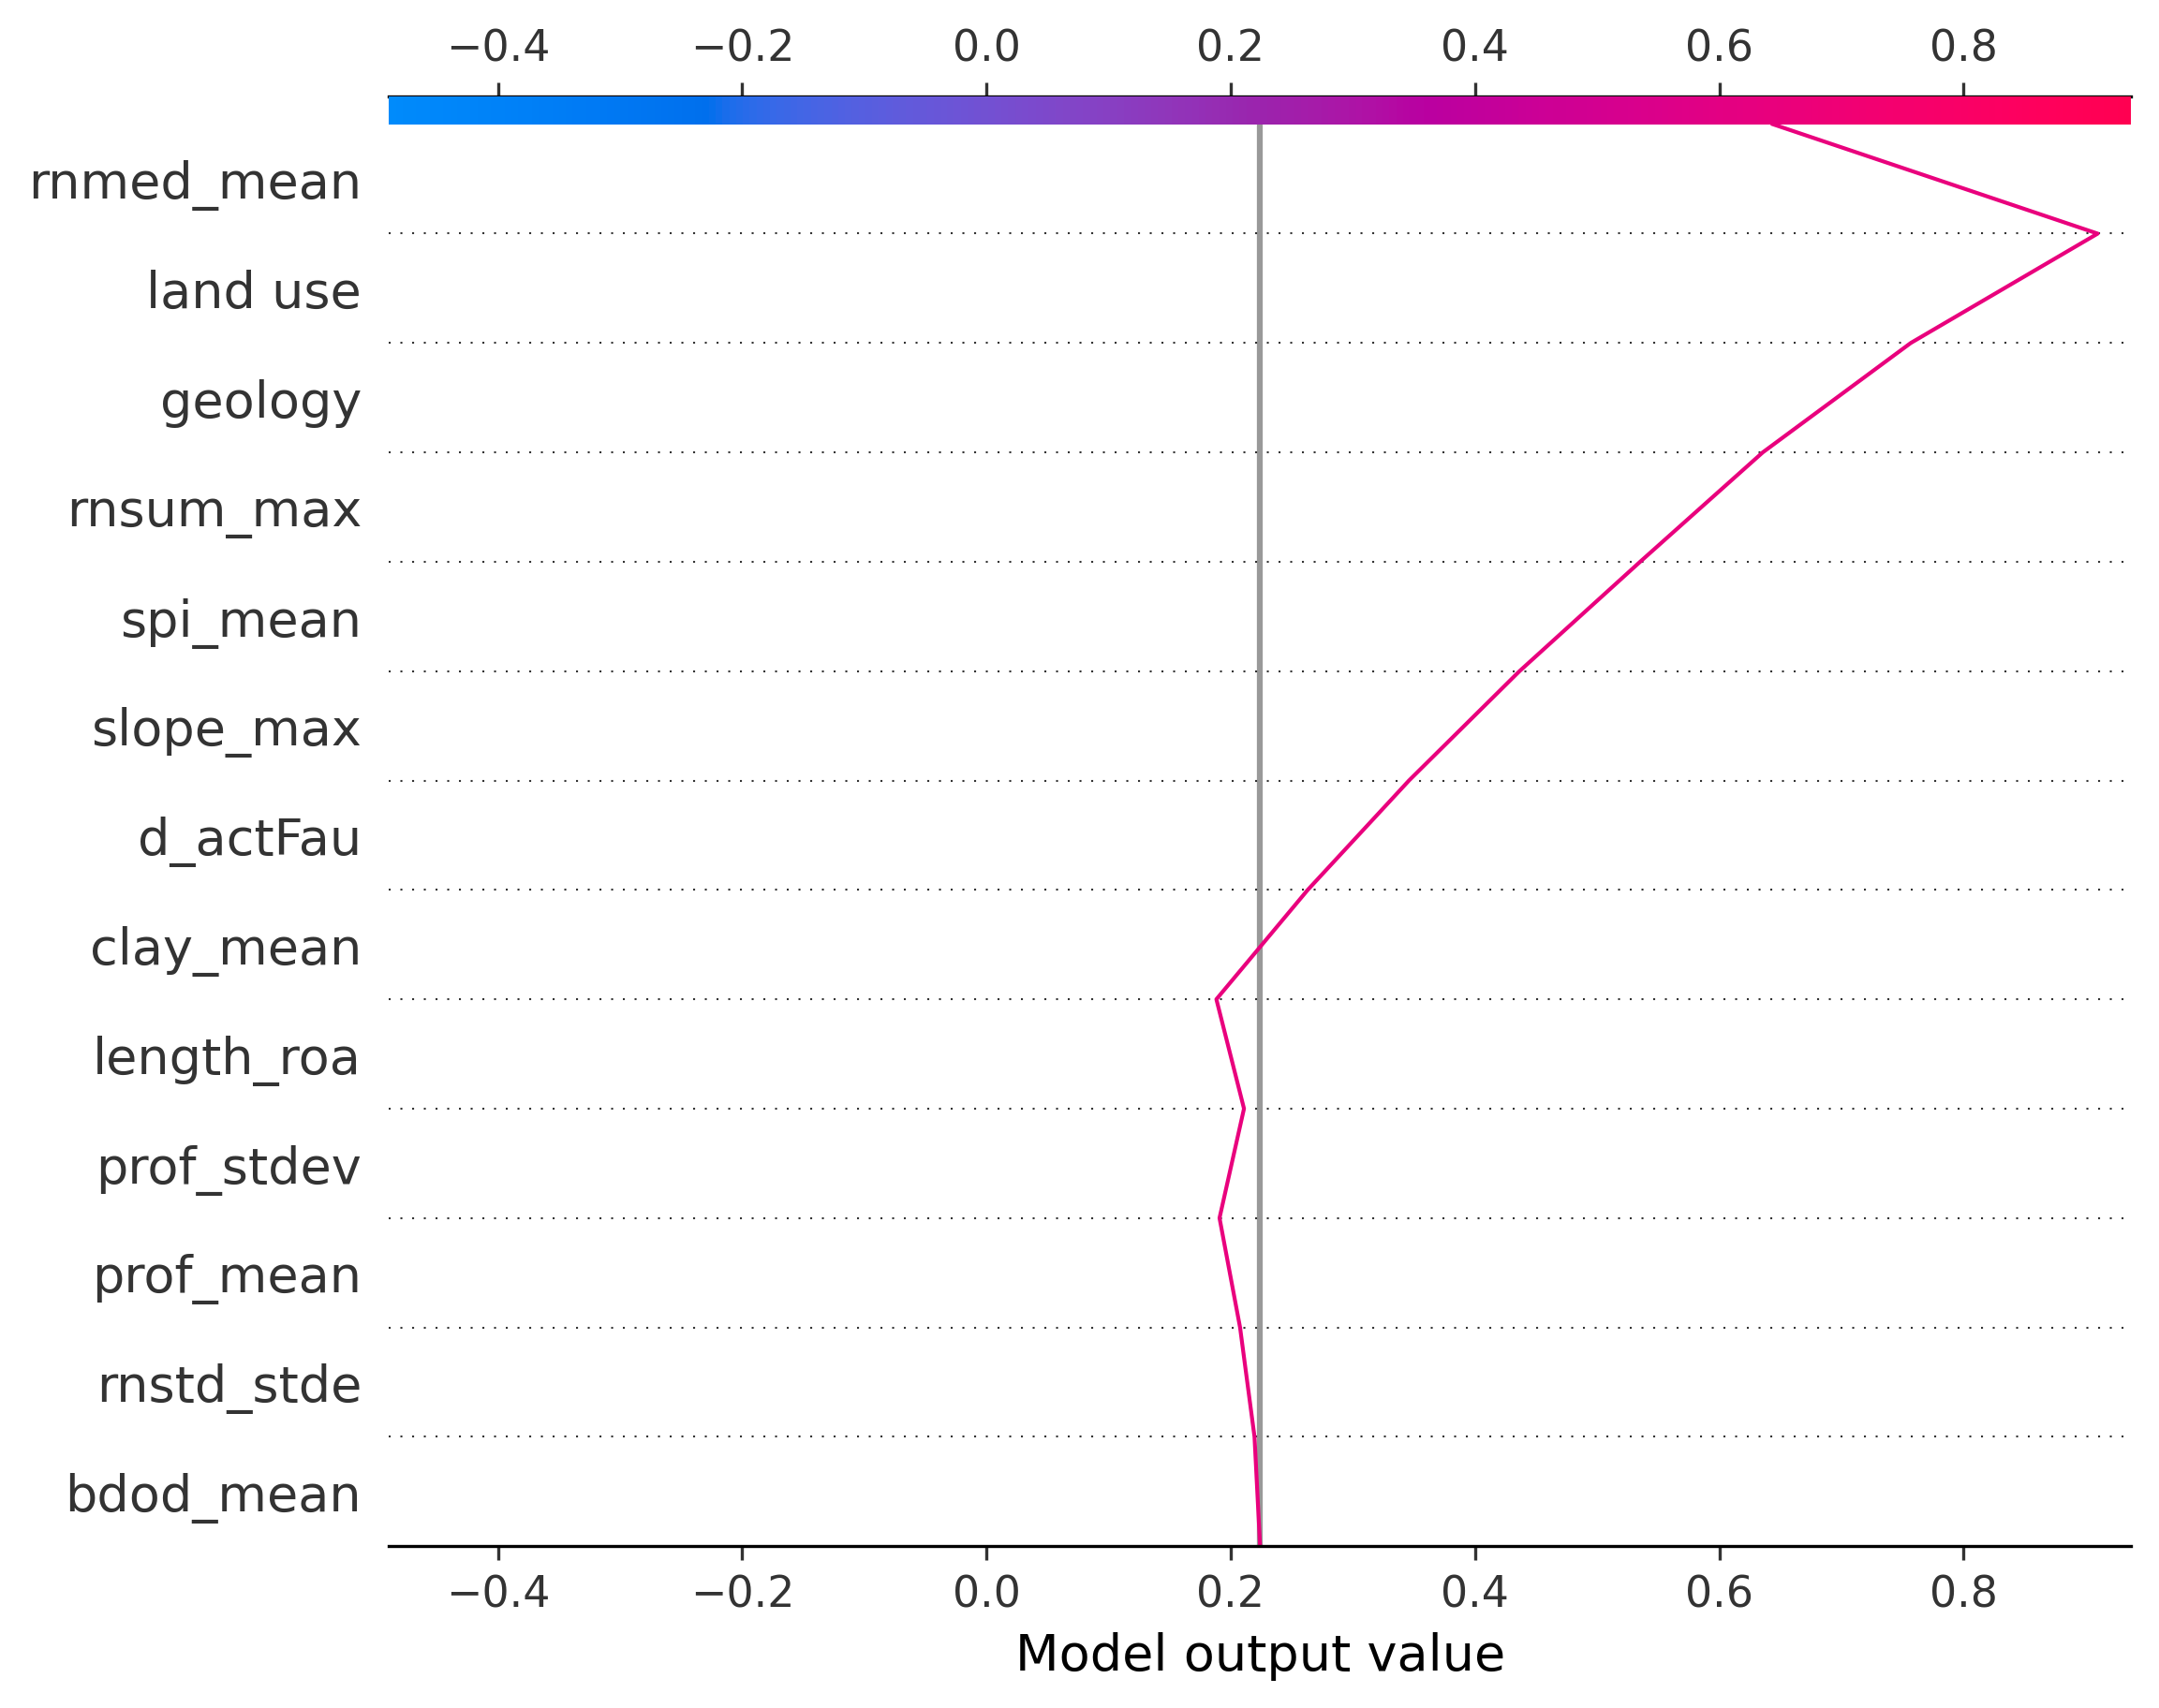 −0.4 −0.2 0.0 0.2 0.4 0.6 0.8
rnmed_mean
land use
geology
rnsum_max
spi_mean
slope_max
d_actFau
clay_mean
length_roa
prof_stdev
prof_mean
rnstd_stde
bdod_mean
−0.4 −0.2 0.0 0.2 0.4 0.6 0.8
Model output value